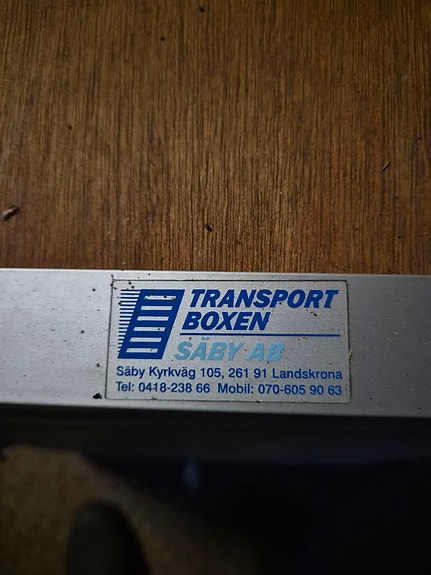 TRANSPORT
BOXEN
SÄBY AB
Säby Kyrkväg 105, 261 91 Landskrona
Tel: 0418-238 66 Mobil: 070-605 90 63